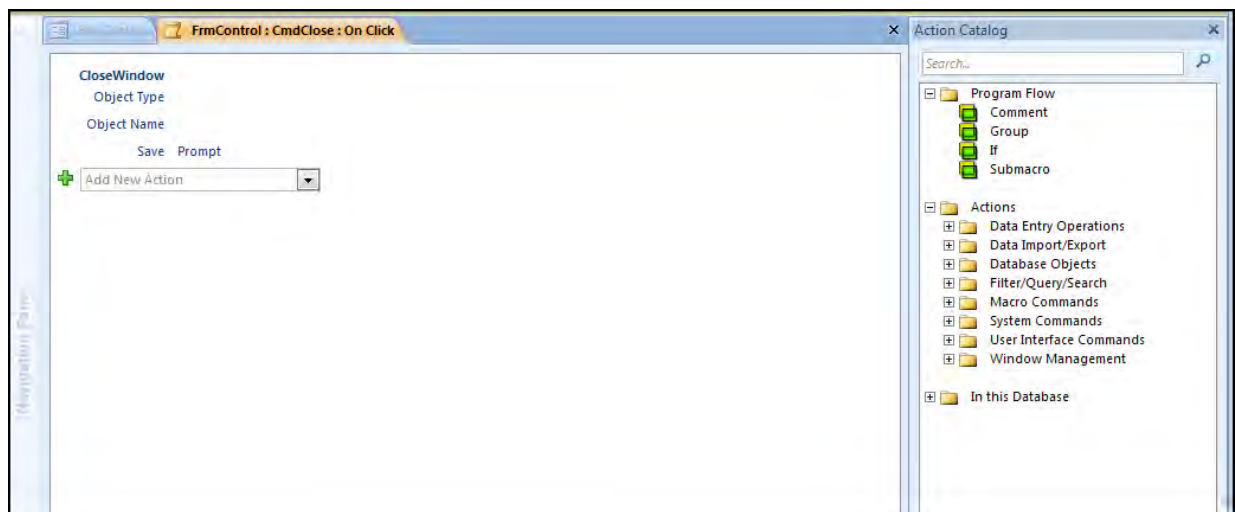 FrmControl : CmdClose : On Click
CloseWindow
Object Type
Object Name
Save Prompt
Add New Action
Navigation Pane
Action Catalog
Search...
Program Flow
Comment
Group
If
Submacro
Actions
Data Entry Operations
Data Import/Export
Database Objects
Filter/Query/Search
Macro Commands
System Commands
User Interface Commands
Window Management
In this Database